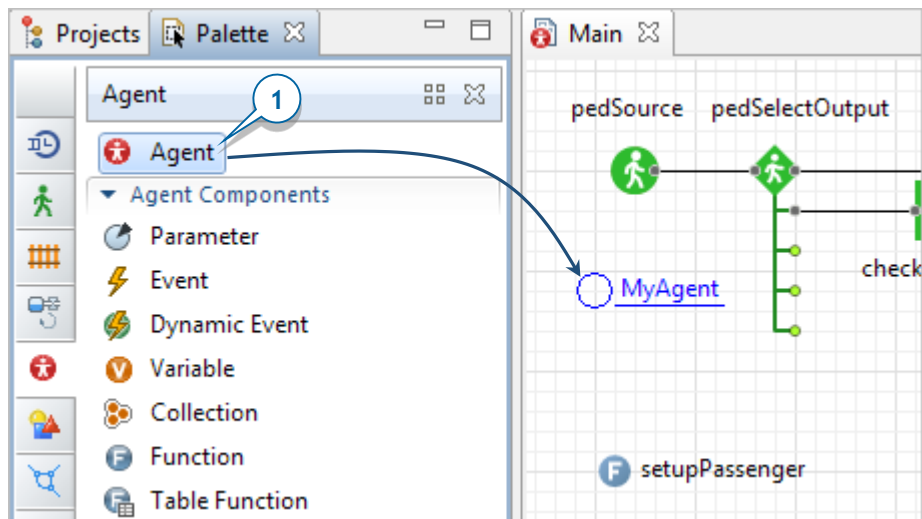 Projects
Palette
Main
Agent
1
Agent
Agent Components
Parameter
Event
Dynamic Event
Variable
Collection
Function
Table Function
pedSource
pedSelectOutput
check
MyAgent
F setupPassenger